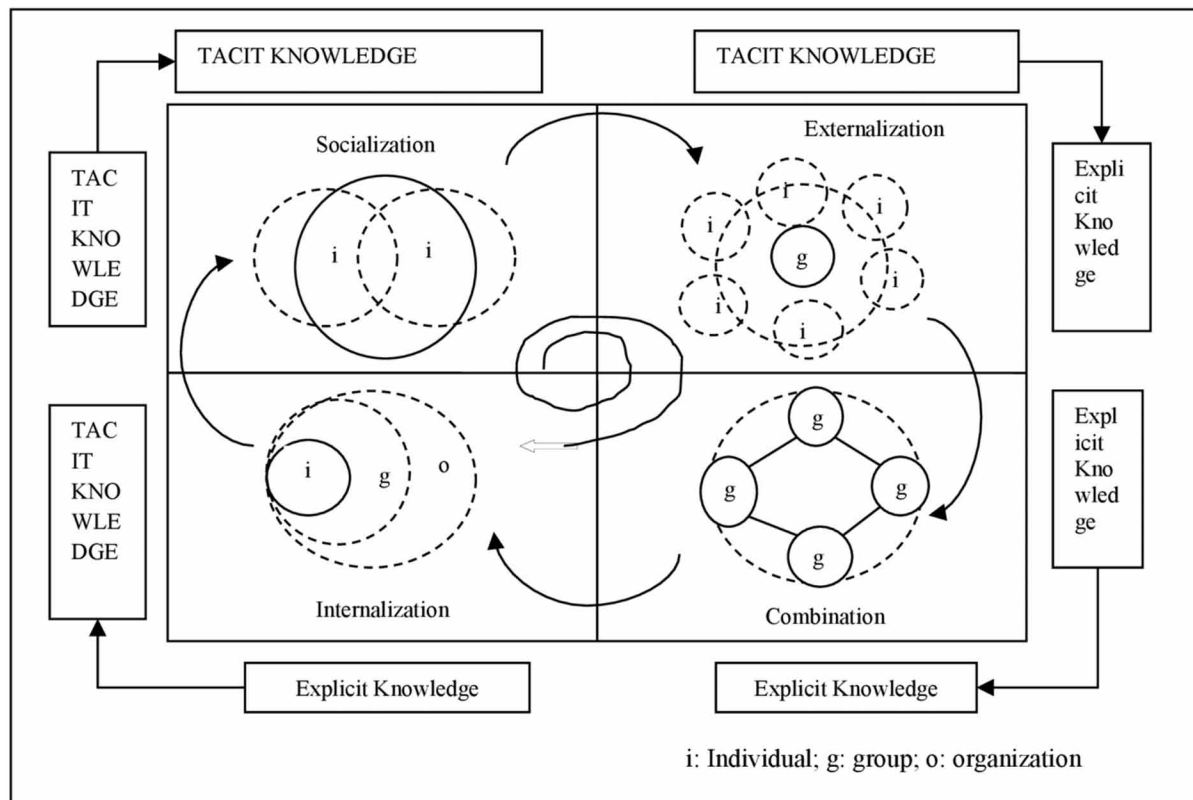 TACIT KNOWLEDGE
TACIT KNOWLEDGE
Socialization
Externalization
TAC
IT
KNO
WLE
DGE
Expli
cit
Kno
wled
ge
i
i
i
i
i
i
g
i
i
i
TAC
IT
KNO
WLE
DGE
Expl
icit
Kno
wled
ge
i
g
o
g
g
g
g
Internalization
Combination
Explicit Knowledge
Explicit Knowledge
i: Individual; g: group; o: organization